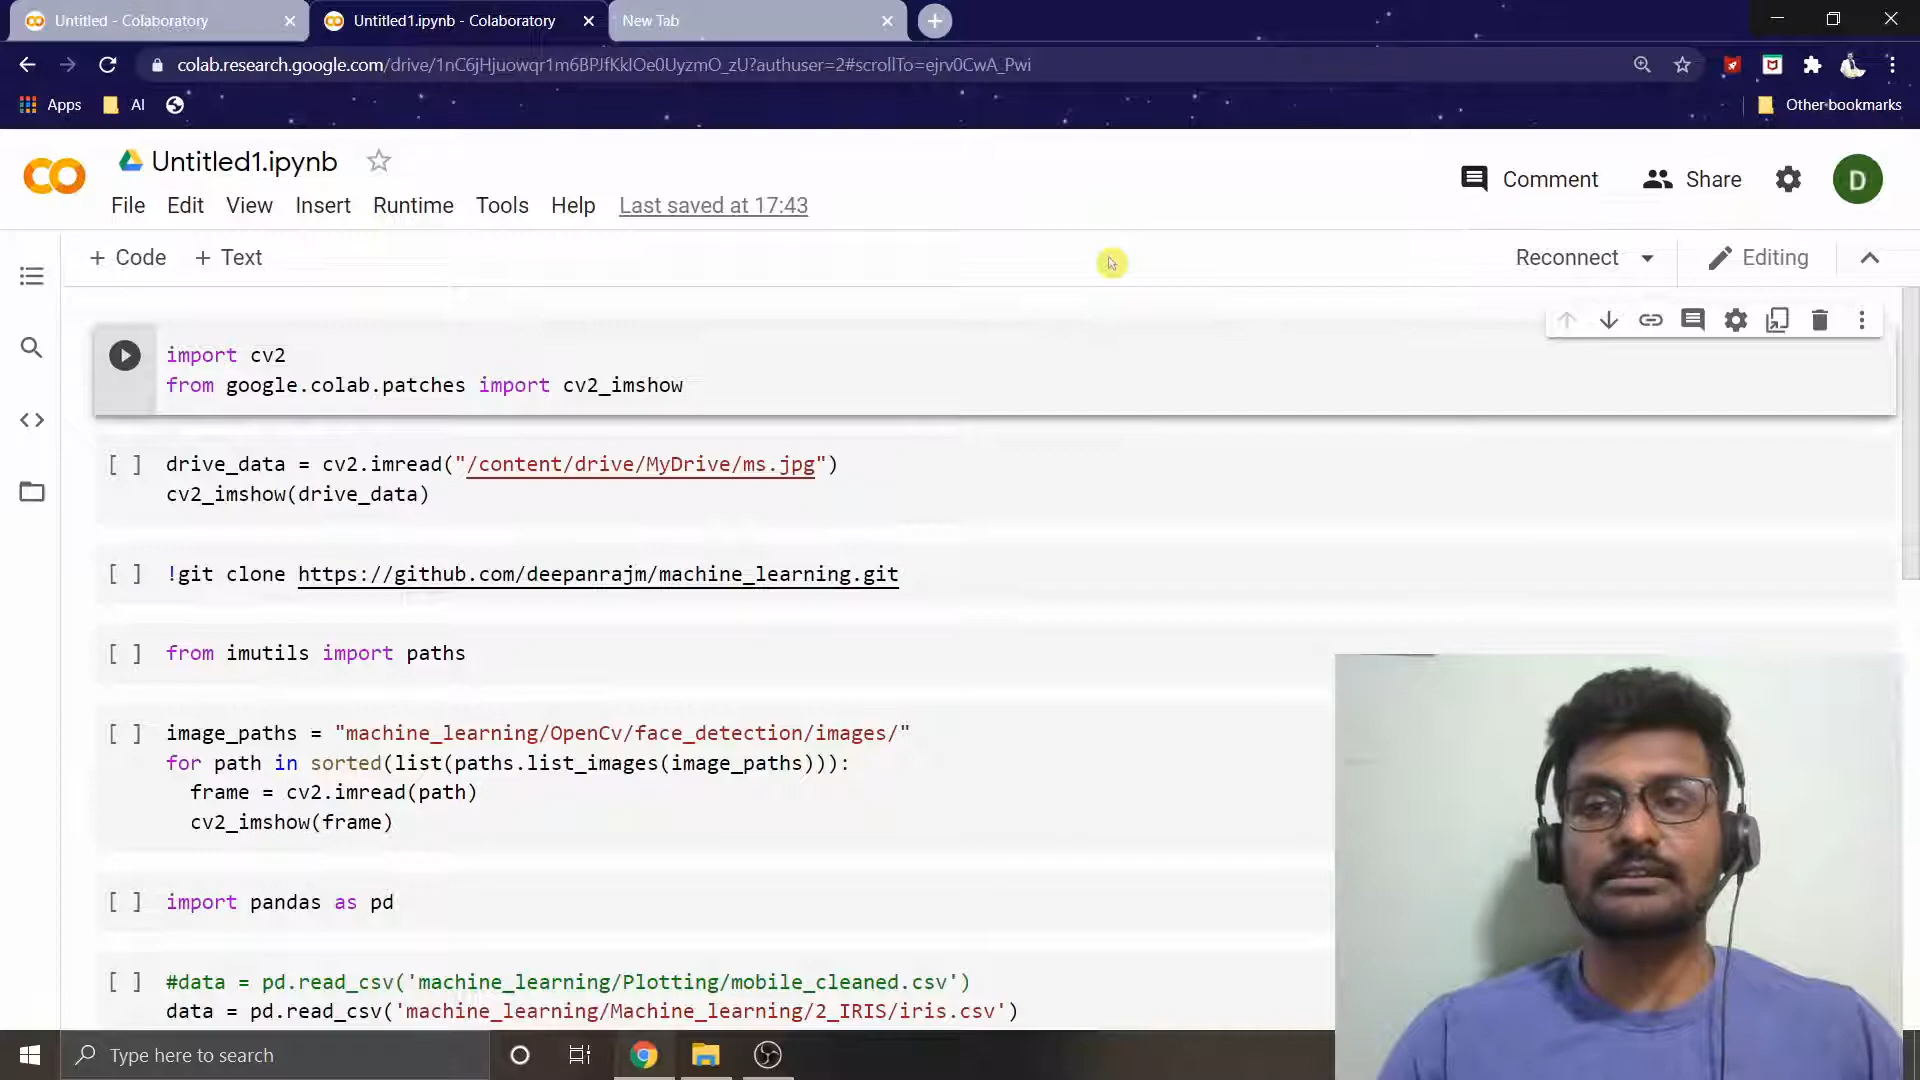 Untitled - Colaboratory
Untitled1.ipynb - Colaboratory
New Tab
colab.research.google.com/drive/1nC6jHjuowqr1m6BPJfKkIOe0UyzmO_zU?authuser=2#scrollTo=ejrv0CwA_Pwi
Apps
AI
Other bookmarks
CO
Untitled1.ipynb
Comment
Share
D
File
Edit
View
Insert
Runtime
Tools
Help
Last saved at 17:43
+ Code
+ Text
Reconnect
Editing
import cv2
from google.colab.patches import cv2_imshow
[ ] drive_data = cv2.imread("/content/drive/MyDrive/ms.jpg")
cv2_imshow(drive_data)
[ ] !git clone https://github.com/deepanrajm/machine_learning.git
[ ] from imutils import paths
[ ] image_paths = "machine_learning/OpenCv/face_detection/images/"
for path in sorted(list(paths.list_images(image_paths))):
frame = cv2.imread(path)
cv2_imshow(frame)
[ ] import pandas as pd
[ ] #data = pd.read_csv('machine_learning/Plotting/mobile_cleaned.csv')
data = pd.read_csv('machine_learning/Machine_learning/2_IRIS/iris.csv')
Type here to search